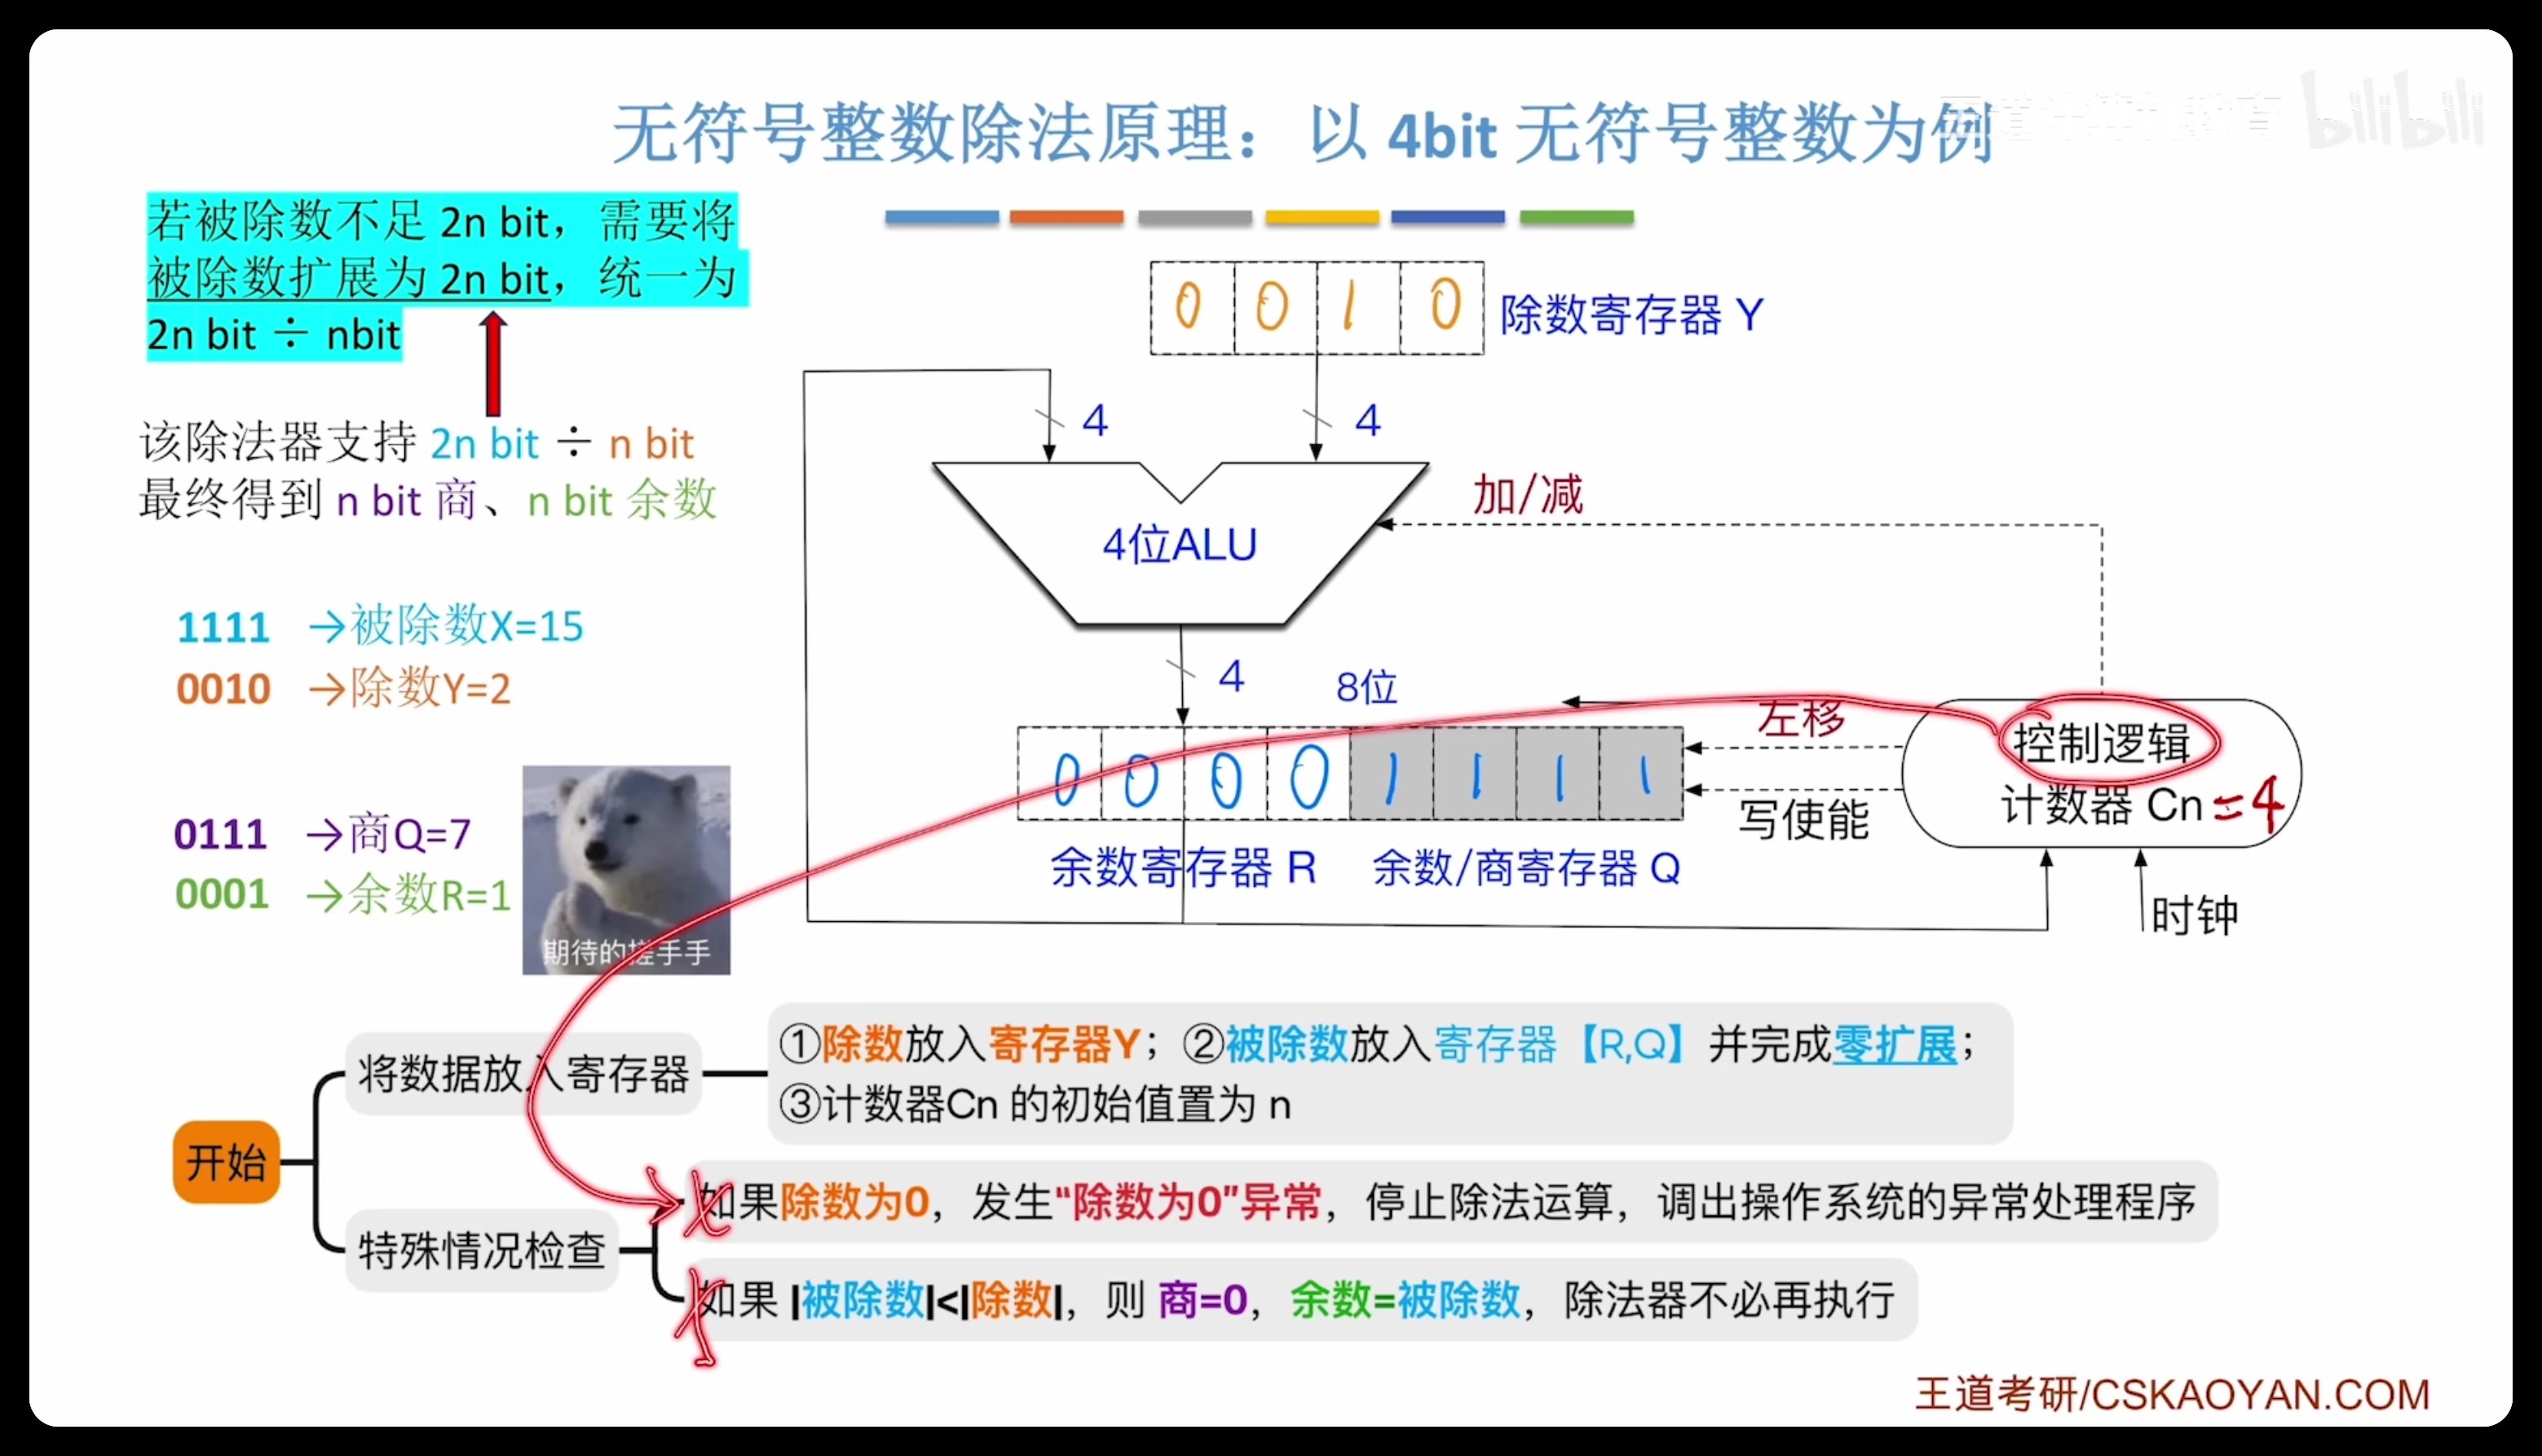 无符号整数除法原理：以 4bit 无符号整数为例
bilibili
若被除数不足 2n bit，需要将
被除数扩展为 2n bit，统一为
2n bit ÷ nbit
0 0 1 0
除数寄存器 Y
该除法器支持 2n bit ÷ n bit
最终得到 n bit 商、n bit 余数
4
4
加/减
4位ALU
1111 →被除数X=15
0010 →除数Y=2
4
8位
左移
控制逻辑
0 0 0 0 1 1 1 1
计数器 Cn =4
写使能
0111 →商Q=7
0001 →余数R=1
余数寄存器 R
余数/商寄存器 Q
时钟
期待的搓手手
将数据放入寄存器
①除数放入寄存器Y；②被除数放入寄存器【R,Q】并完成零扩展；
③计数器Cn 的初始值置为 n
开始
特殊情况检查
如果除数为0，发生“除数为0”异常，停止除法运算，调出操作系统的异常处理程序
如果 |被除数|<|除数|，则 商=0，余数=被除数，除法器不必再执行
王道考研/CSKAOYAN.COM